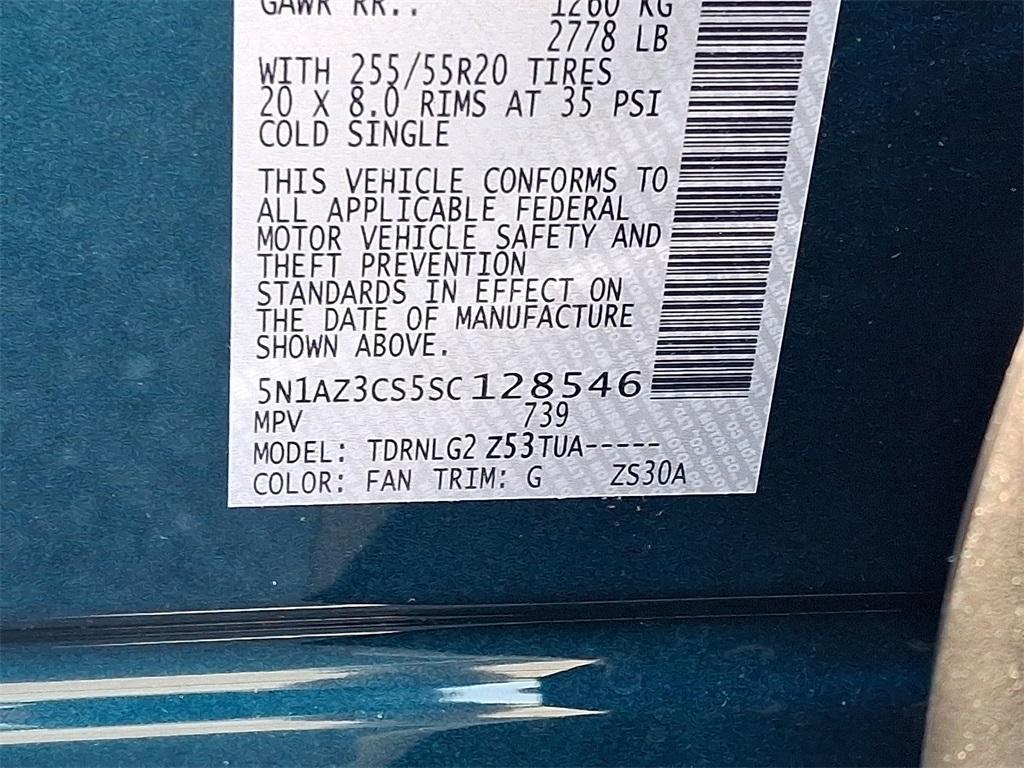 GAWR RR.. 1260 KG
2778 LB
WITH 255/55R20 TIRES
20 X 8.0 RIMS AT 35 PSI
COLD SINGLE
THIS VEHICLE CONFORMS TO
ALL APPLICABLE FEDERAL
MOTOR VEHICLE SAFETY AND
THEFT PREVENTION
STANDARDS IN EFFECT ON
THE DATE OF MANUFACTURE
SHOWN ABOVE.
5N1AZ3CS5SC128546
MPV 739
MODEL: TDRNLG2 Z53TUA-----
COLOR: FAN TRIM: G ZS30A